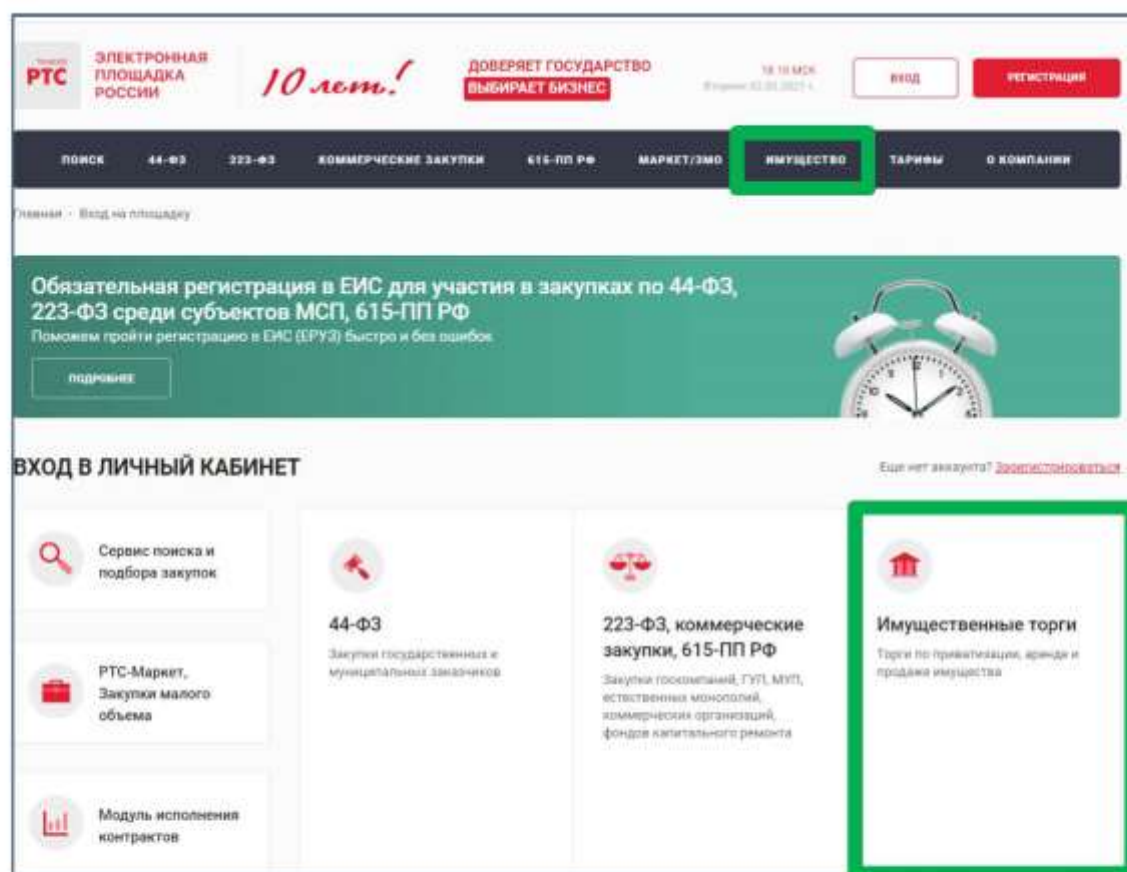 РТС
ЭЛЕКТРОННАЯ
ПЛОЩАДКА
РОССИИ
10 лет!
ДОВЕРЯЕТ ГОСУДАРСТВО
ВЫБИРАЕТ БИЗНЕС
ВХОД
РЕГИСТРАЦИЯ
ПОИСК 44-ФЗ 223-ФЗ КОММЕРЧЕСКИЕ ЗАКУПКИ 615-ПП РФ МАРКЕТ/ЗМО ИМУЩЕСТВО ТАРИФЫ О КОМПАНИИ
Главная - Вход на площадку
Обязательная регистрация в ЕИС для участия в закупках по 44-ФЗ,
223-ФЗ среди субъектов МСП, 615-ПП РФ
Поможем пройти регистрацию в ЕИС (ЕРУЗ) быстро и без ошибок
ПОДРОБНЕЕ
ВХОД В ЛИЧНЫЙ КАБИНЕТ
Еще нет аккаунта? Зарегистрироваться
Сервис поиска и
подбора закупок
РТС-Маркет,
Закупки малого
объема
Модуль исполнения
контрактов
44-ФЗ
Закупки государственных и
муниципальных заказчиков
223-ФЗ, коммерческие
закупки, 615-ПП РФ
Закупки госкомпаний, ГУП, МУП,
естественных монополий,
коммерческих организаций,
фондов капитального ремонта
Имущественные торги
Торги по приватизации, аренде и
продаже имущества